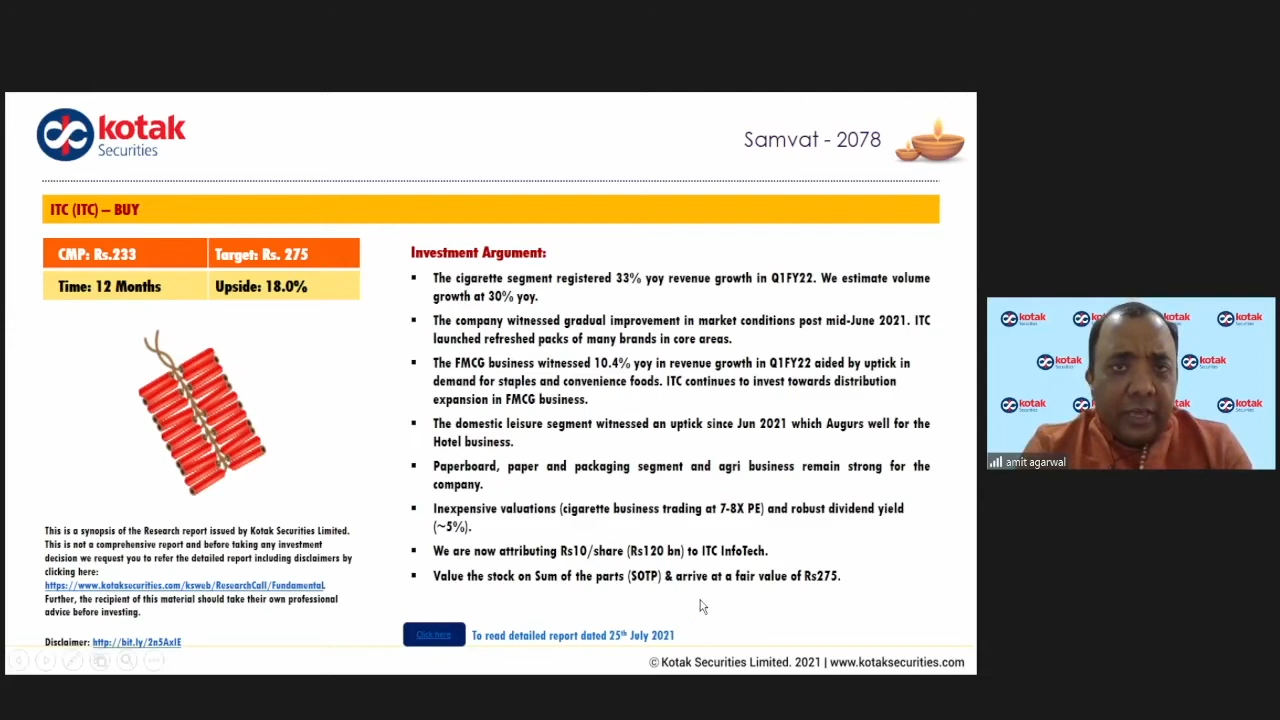 kotak
Securities
Samvat - 2078
ITC (ITC) – BUY
CMP: Rs.233
Target: Rs. 275
Time: 12 Months
Upside: 18.0%
This is a synopsis of the Research report issued by Kotak Securities Limited.
This is not a comprehensive report and before taking any investment
decision we request you to refer the detailed report including disclaimers by
clicking here:
https://www.kotaksecurities.com/ksweb/ResearchCall/Fundamental.
Further, the recipient of this material should take their own professional
advice before investing.
Disclaimer: http://bit.ly/2n5AxIE
Investment Argument:
▪ The cigarette segment registered 33% yoy revenue growth in Q1FY22. We estimate volume
growth at 30% yoy.
▪ The company witnessed gradual improvement in market conditions post mid-June 2021. ITC
launched refreshed packs of many brands in core areas.
▪ The FMCG business witnessed 10.4% yoy in revenue growth in Q1FY22 aided by uptick in
demand for staples and convenience foods. ITC continues to invest towards distribution
expansion in FMCG business.
▪ The domestic leisure segment witnessed an uptick since Jun 2021 which Augurs well for the
Hotel business.
▪ Paperboard, paper and packaging segment and agri business remain strong for the
company.
▪ Inexpensive valuations (cigarette business trading at 7-8X PE) and robust dividend yield
(~5%).
▪ We are now attributing Rs10/share (Rs120 bn) to ITC InfoTech.
▪ Value the stock on Sum of the parts (SOTP) & arrive at a fair value of Rs275.
Click here
To read detailed report dated 25th July 2021
© Kotak Securities Limited. 2021 | www.kotaksecurities.com
kotak
kotak
kotak
kotak
kotak
kotak
kotak
amit agarwal